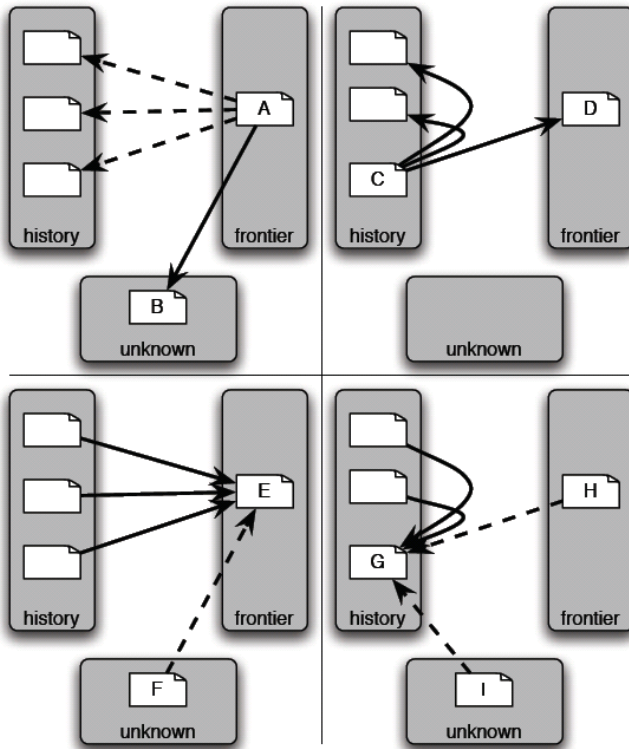 A
C
D
history
frontier
history
frontier
B
unknown
unknown
E
H
G
history
frontier
history
frontier
F
I
unknown
unknown